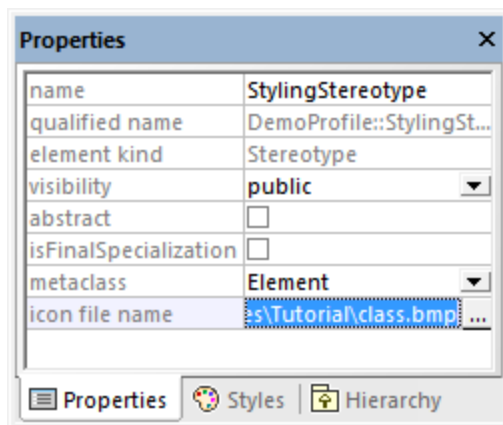 Properties
name StylingStereotype
qualified name DemoProfile::StylingSt...
element kind Stereotype
visibility public
abstract
isFinalSpecialization
metaclass Element
icon file name es\Tutorial\class.bmp ...
Properties Styles Hierarchy